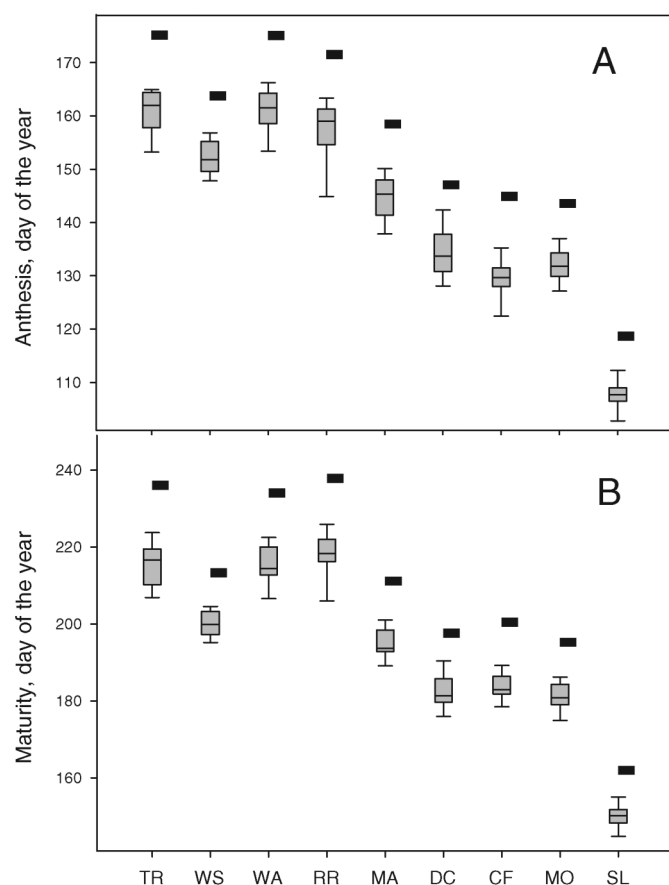 A
170
160
150
140
130
120
110
Anthesis, day of the year
B
240
220
200
180
160
Maturity, day of the year
TR WS WA RR MA DC CF MO SL